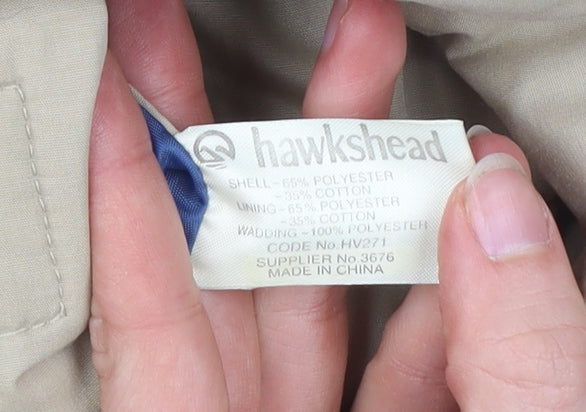 hawkshead
SHELL - 65% POLYESTER
- 35% COTTON
LINING - 65% POLYESTER
- 35% COTTON
WADDING - 100% POLYESTER
CODE No. HV271
SUPPLIER No. 3676
MADE IN CHINA